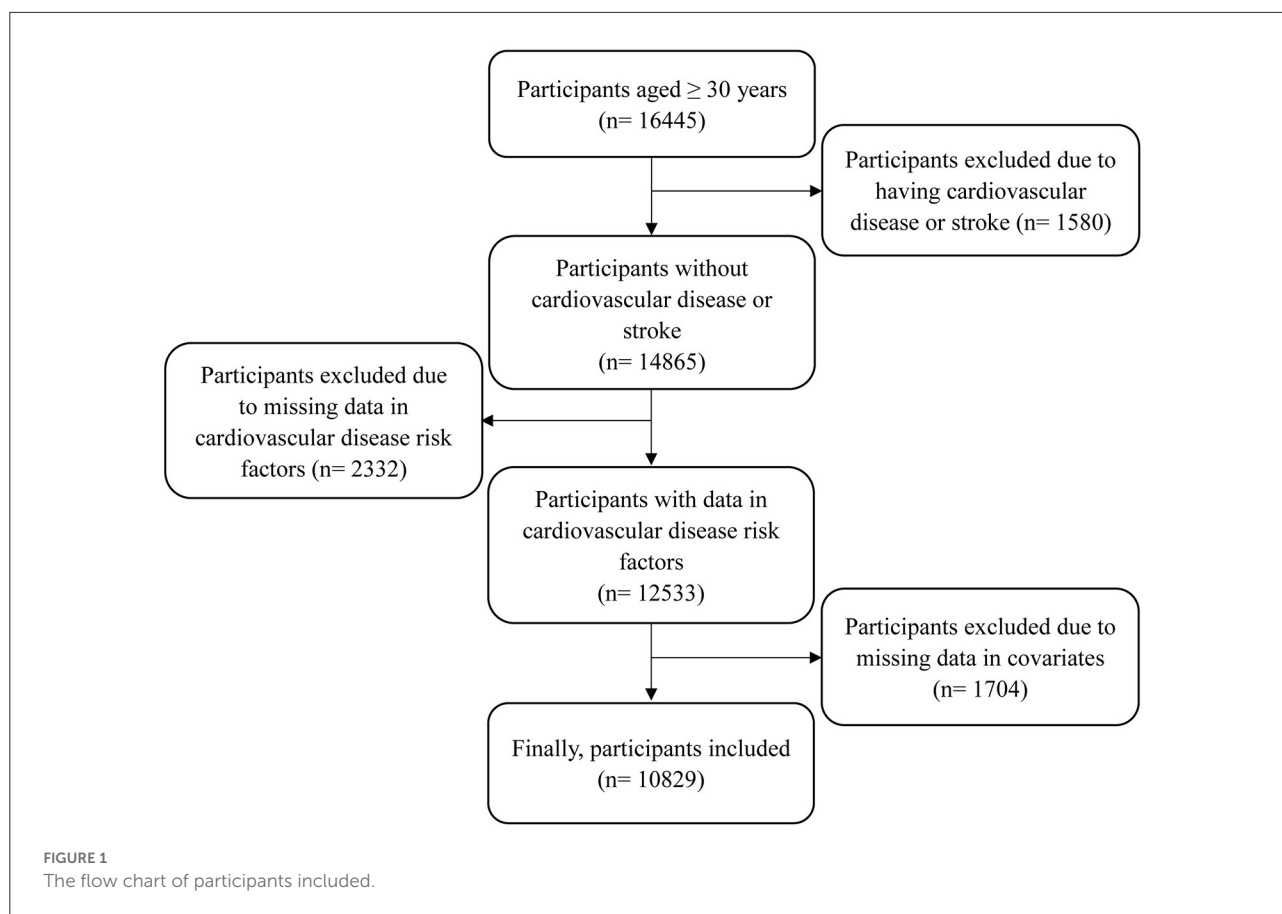 Participants aged ≥ 30 years
(n= 16445)
Participants excluded due to
having cardiovascular
disease or stroke (n= 1580)
Participants without
cardiovascular disease or
stroke
(n= 14865)
Participants excluded due
to missing data in
cardiovascular disease risk
factors (n= 2332)
Participants with data in
cardiovascular disease risk
factors
(n= 12533)
Participants excluded due to
missing data in covariates
(n= 1704)
Finally, participants included
(n= 10829)
FIGURE 1
The flow chart of participants included.